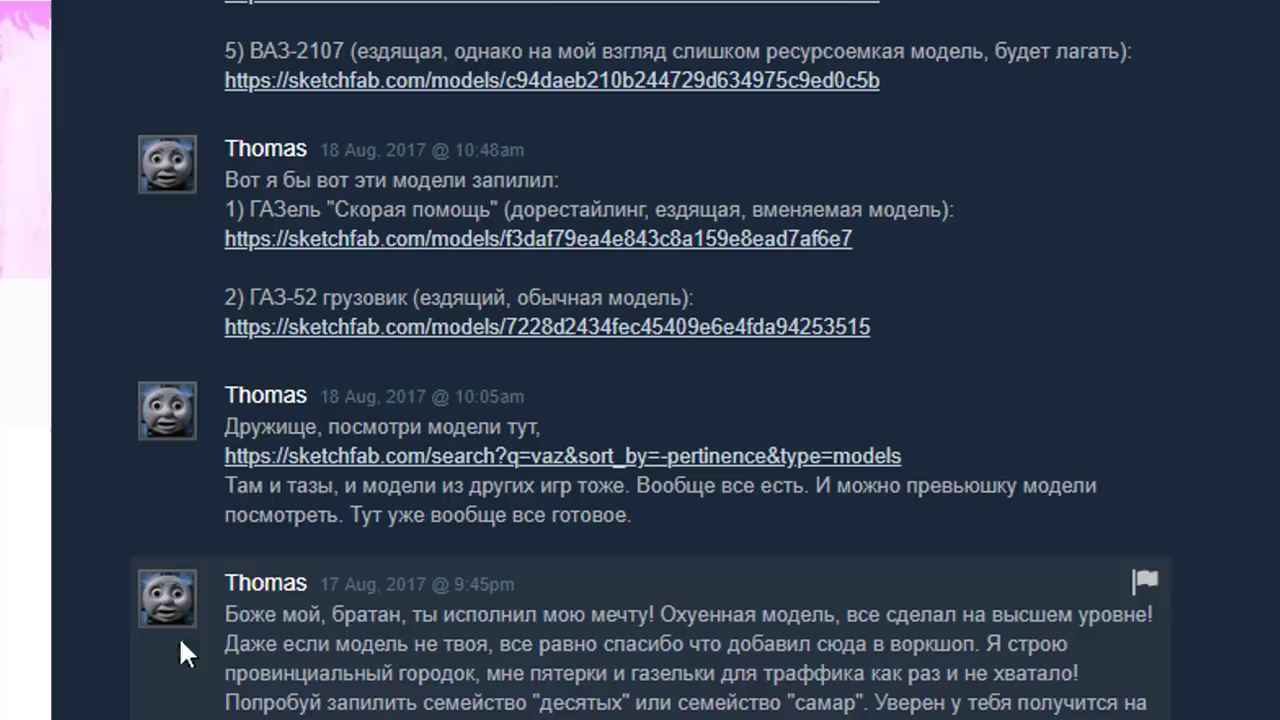 5) ВАЗ-2107 (ездящая, однако на мой взгляд слишком ресурсоемкая модель, будет лагать):
https://sketchfab.com/models/c94daeb210b244729d634975c9ed0c5b
Thomas 18 Aug, 2017 @ 10:48am
Вот я бы вот эти модели запилил:
1) ГАЗель "Скорая помощь" (дорестайлинг, ездящая, вменяемая модель):
https://sketchfab.com/models/f3daf79ea4e843c8a159e8ead7af6e7
2) ГАЗ-52 грузовик (ездящий, обычная модель):
https://sketchfab.com/models/7228d2434fec45409e6e4fda94253515
Thomas 18 Aug, 2017 @ 10:05am
Дружище, посмотри модели тут,
https://sketchfab.com/search?q=vaz&sort_by=-pertinence&type=models
Там и тазы, и модели из других игр тоже. Вообще все есть. И можно превьюшку модели
посмотреть. Тут уже вообще все готовое.
Thomas 17 Aug, 2017 @ 9:45pm
Боже мой, братан, ты исполнил мою мечту! Охуенная модель, все сделал на высшем уровне!
Даже если модель не твоя, все равно спасибо что добавил сюда в воркшоп. Я строю
провинциальный городок, мне пятерки и газельки для траффика как раз и не хватало!
Попробуй запилить семейство "десятых" или семейство "самар". Уверен у тебя получится на